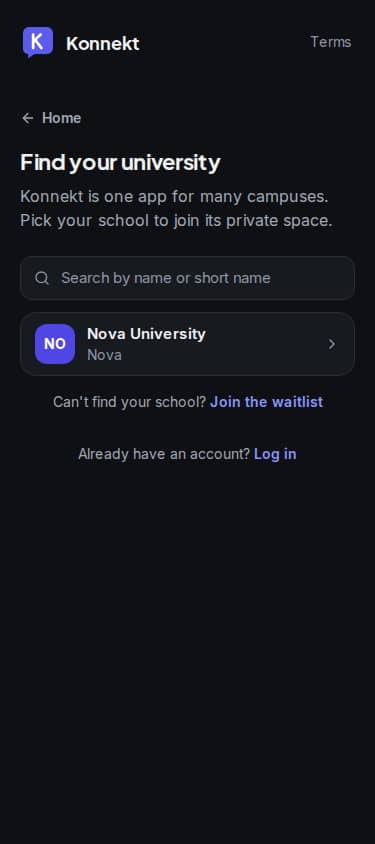 K Konnekt
Terms
Home
Find your university
Konnekt is one app for many campuses.
Pick your school to join its private space.
Search by name or short name
NO
Nova University
Nova
Can't find your school? Join the waitlist
Already have an account? Log in